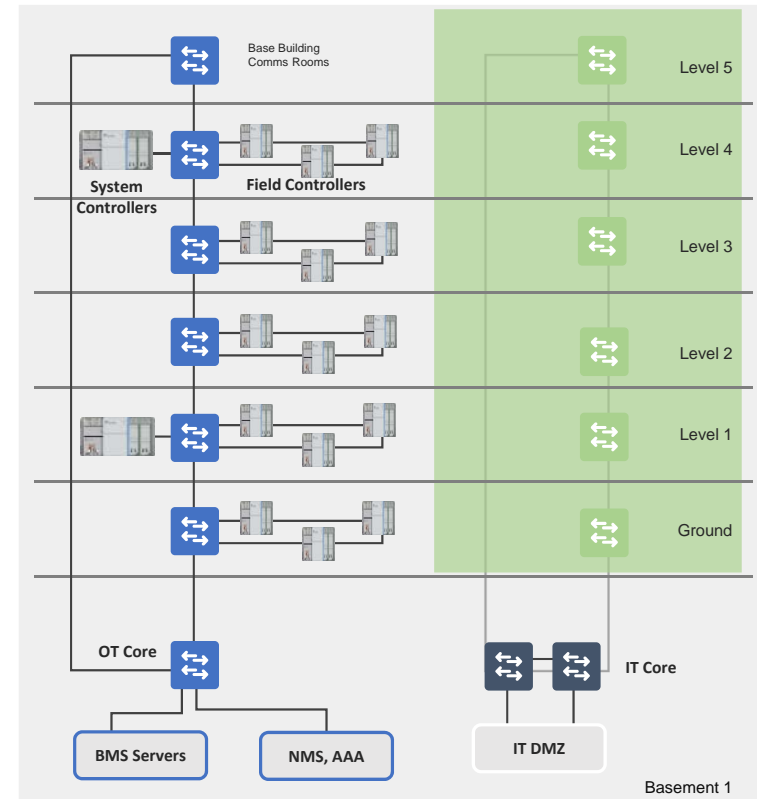 Base Building
Comms Rooms
Level 5
Level 4
System
Controllers
Field Controllers
Level 3
Level 2
Level 1
Ground
OT Core
IT Core
BMS Servers
NMS, AAA
IT DMZ
Basement 1